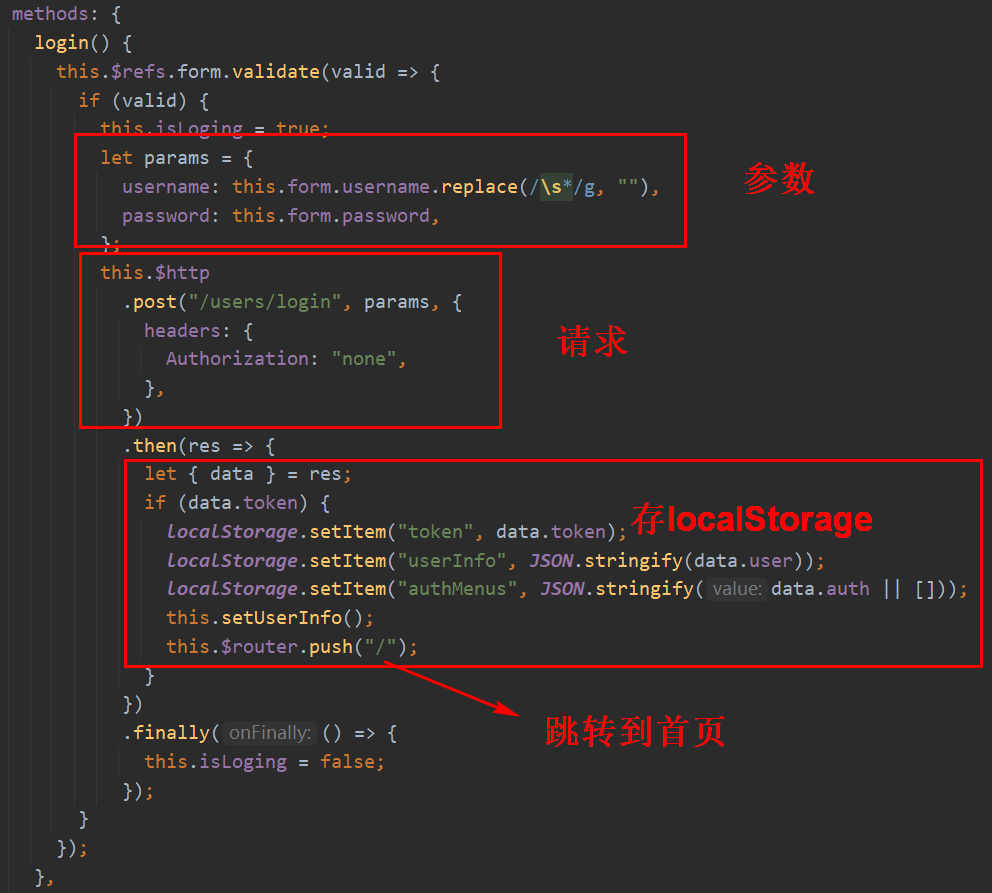 methods: {
login() {
this.$refs.form.validate(valid => {
if (valid) {
this.isLoging = true;
let params = {
username: this.form.username.replace(/\s*/g, ""),
参数
password: this.form.password,
};
this.$http
.post("/users/login", params, {
headers: {
请求
Authorization: "none",
},
})
.then(res => {
let { data } = res;
if (data.token) {
存localStorage
localStorage.setItem("token", data.token);
localStorage.setItem("userInfo", JSON.stringify(data.user));
localStorage.setItem("authMenus", JSON.stringify( value: data.auth || []));
this.setUserInfo();
this.$router.push("/");
}
})
跳转到首页
.finally( onFinally: () => {
this.isLoging = false;
});
}
});
},